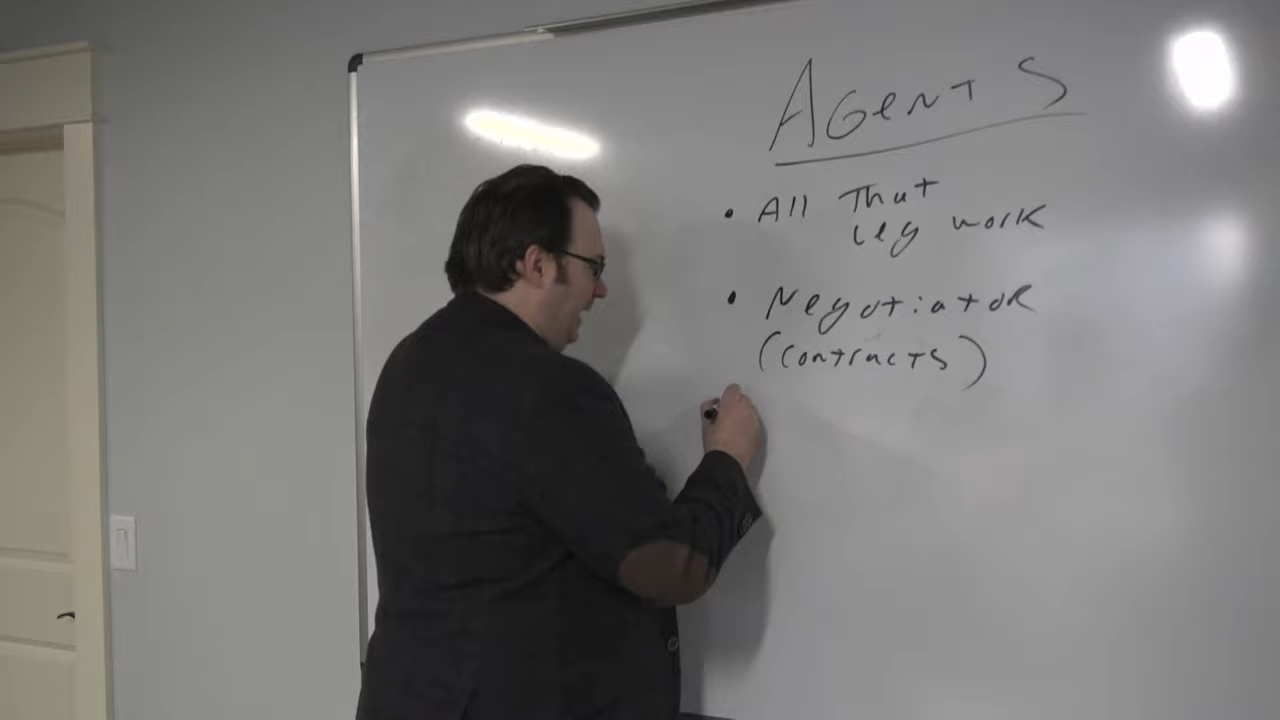 Agents
• All That
leg work
• Negotiator
(contracts)